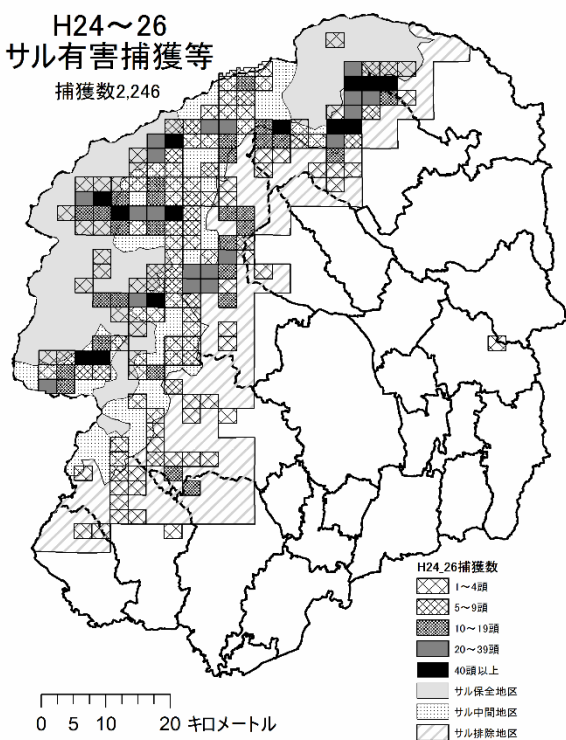 H24～26
サル有害捕獲等
捕獲数2,246
H24_26捕獲数
1～4頭
5～9頭
10～19頭
20～39頭
40頭以上
サル保全地区
サル中間地区
サル排除地区
0 5 10 20 キロメートル